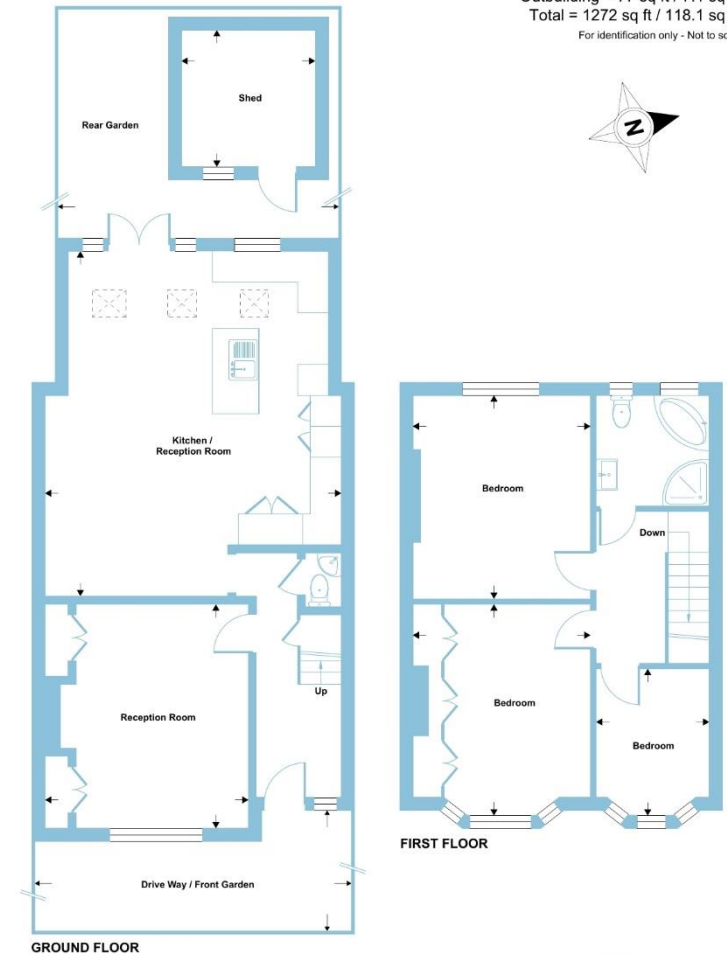 Total = 1272 sq ft / 118.1 sq
For identification only - Not to
N
Shed
Rear Garden
Kitchen /
Reception Room
Reception Room
Up
Drive Way / Front Garden
GROUND FLOOR
Bedroom
Down
Bedroom
Bedroom
FIRST FLOOR